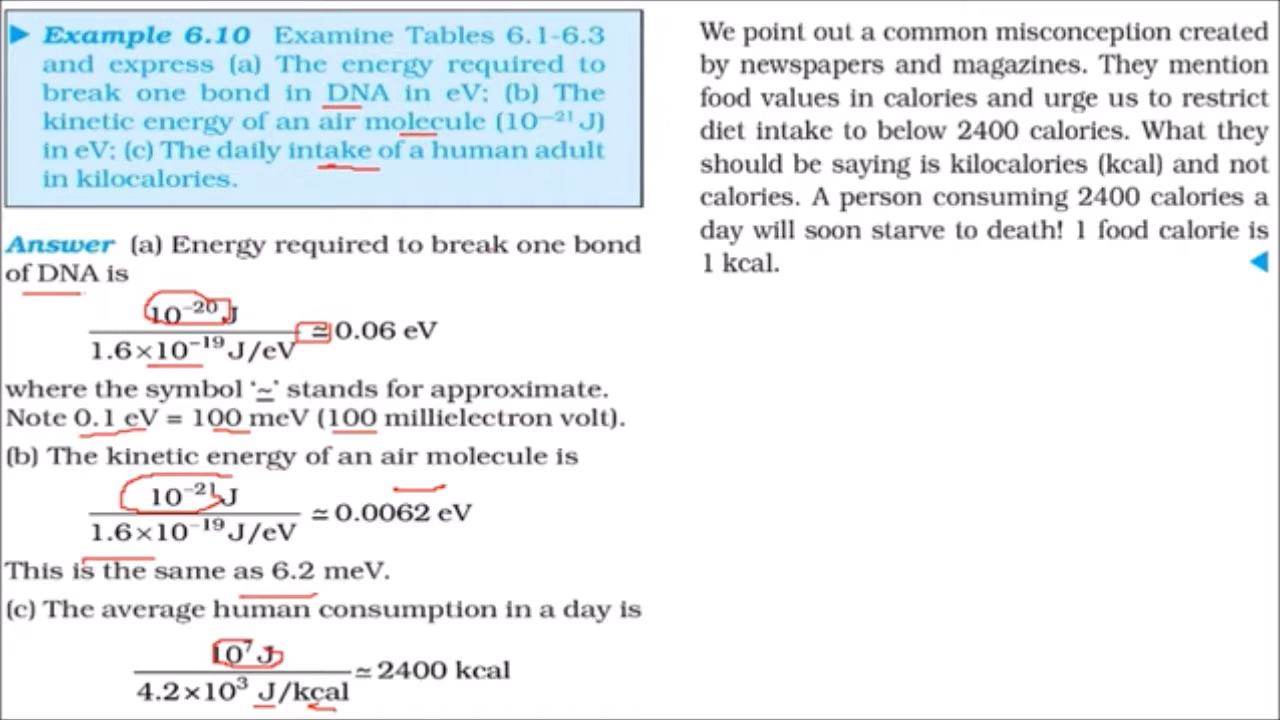 ▶ Example 6.10 Examine Tables 6.1-6.3
and express (a) The energy required to
break one bond in DNA in eV; (b) The
kinetic energy of an air molecule (10⁻²¹ J)
in eV; (c) The daily intake of a human adult
in kilocalories.
Answer (a) Energy required to break one bond
of DNA is
10⁻²⁰ J
1.6×10⁻¹⁹ J/eV ≃ 0.06 eV
where the symbol ‘≃’ stands for approximate.
Note 0.1 eV = 100 meV (100 millielectron volt).
(b) The kinetic energy of an air molecule is
10⁻²¹ J
1.6×10⁻¹⁹ J/eV ≃ 0.0062 eV
This is the same as 6.2 meV.
(c) The average human consumption in a day is
10⁷ J
4.2×10³ J/kcal ≃ 2400 kcal
We point out a common misconception created
by newspapers and magazines. They mention
food values in calories and urge us to restrict
diet intake to below 2400 calories. What they
should be saying is kilocalories (kcal) and not
calories. A person consuming 2400 calories a
day will soon starve to death! 1 food calorie is
1 kcal. ◀